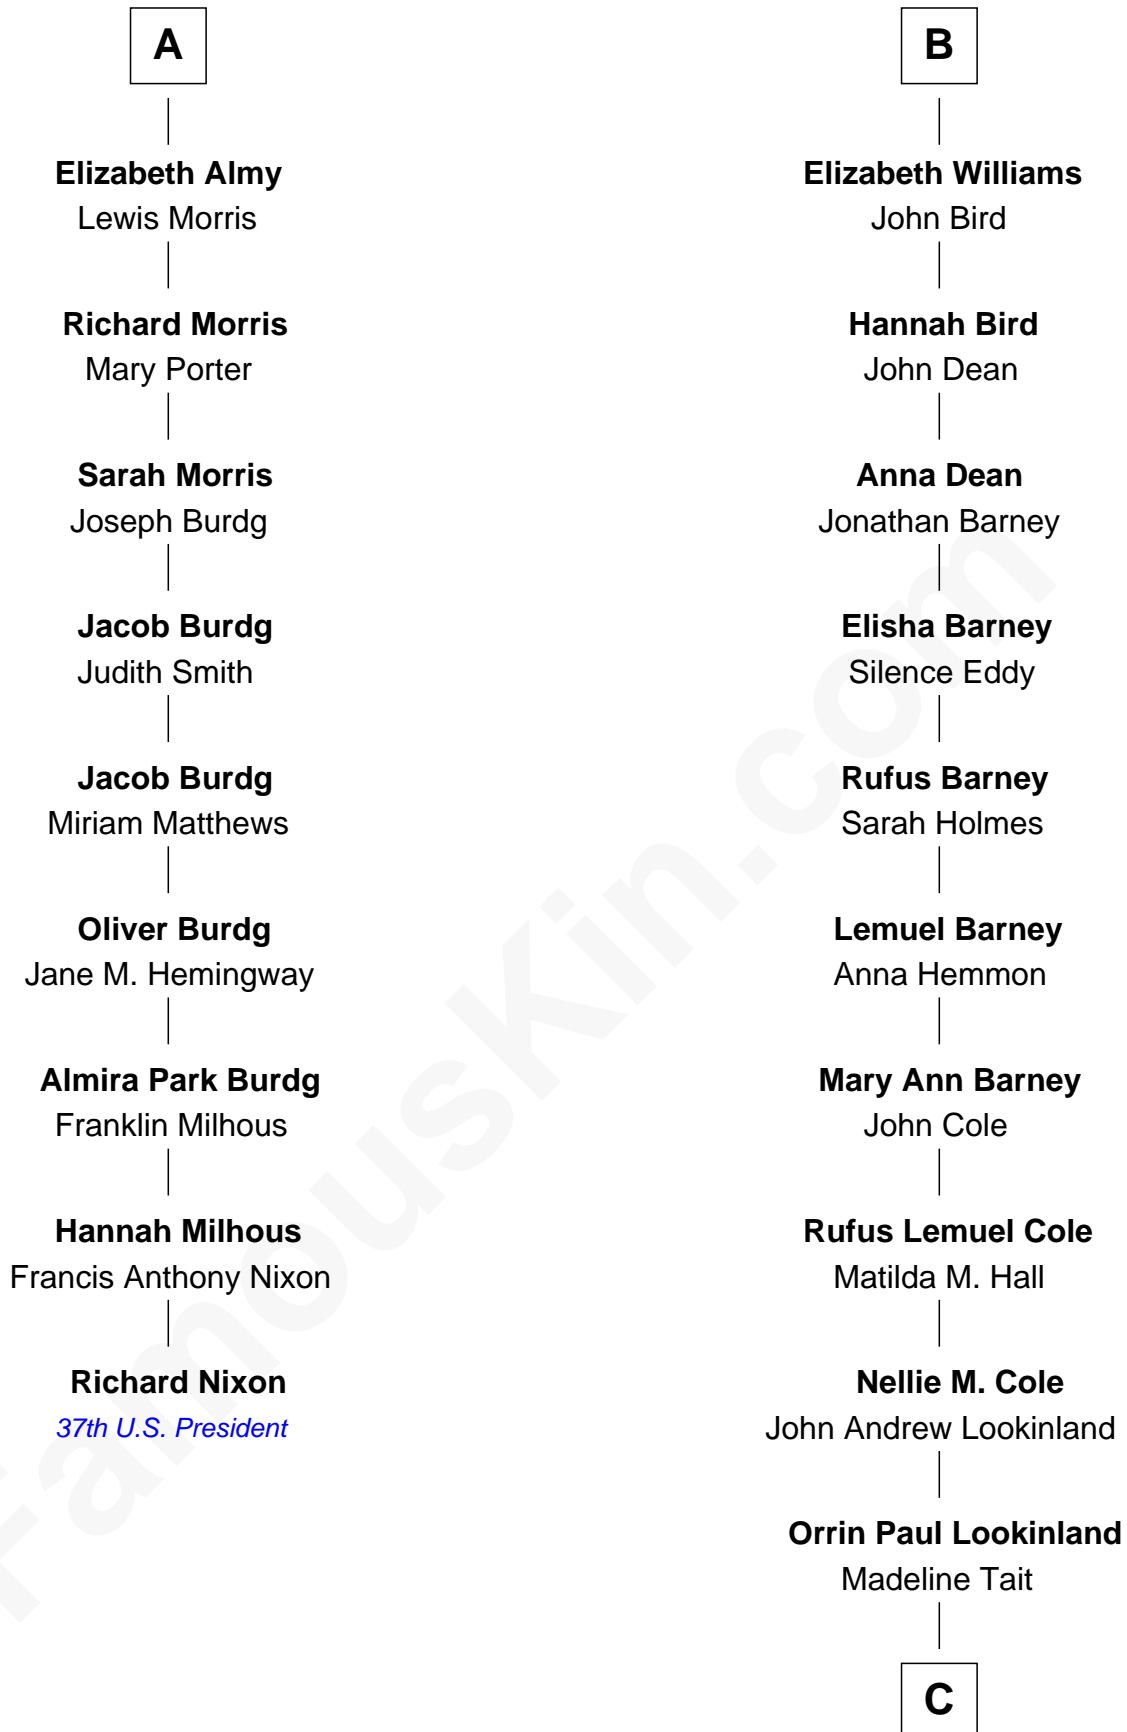 A
Elizabeth Almy
Lewis Morris
Richard Morris
Mary Porter
Sarah Morris
Joseph Burdg
Jacob Burdg
Judith Smith
Jacob Burdg
Miriam Matthews
Oliver Burdg
Jane M. Hemingway
Almira Park Burdg
Franklin Milhous
Hannah Milhous
Francis Anthony Nixon
Richard Nixon
37th U.S. President
B
Elizabeth Williams
John Bird
Hannah Bird
John Dean
Anna Dean
Jonathan Barney
Elisha Barney
Silence Eddy
Rufus Barney
Sarah Holmes
Lemuel Barney
Anna Hemmon
Mary Ann Barney
John Cole
Rufus Lemuel Cole
Matilda M. Hall
Nellie M. Cole
John Andrew Lookinland
Orrin Paul Lookinland
Madeline Tait
C
FamousKin.com